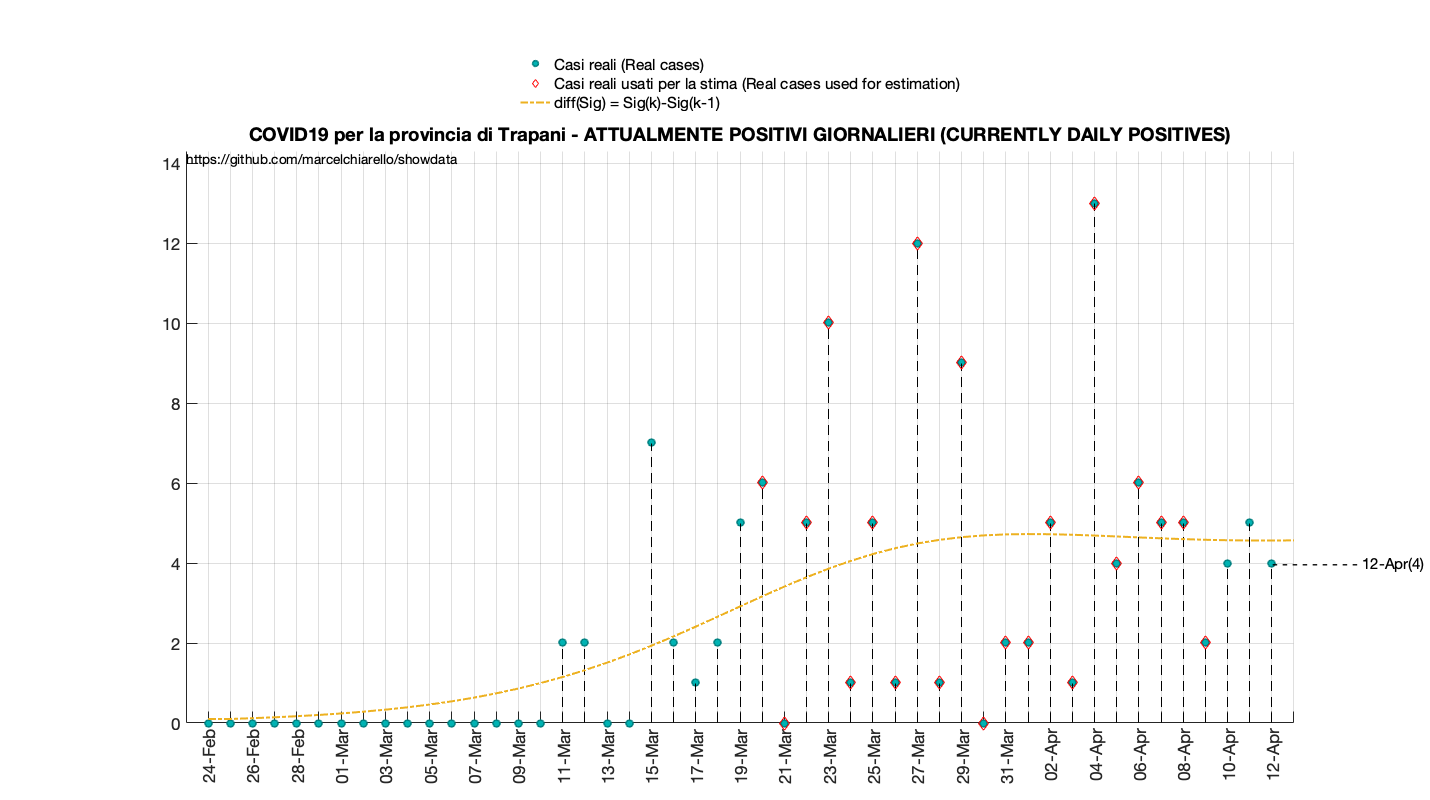 Casi reali (Real cases)
Casi reali usati per la stima (Real cases used for estimation)
diff(Sig) = Sig(k)-Sig(k-1)
COVID19 per la provincia di Trapani - ATTUALMENTE POSITIVI GIORNALIERI (CURRENTLY DAILY POSITIVES)
https://github.com/marcelchiarello/showdata
14
12
10
8
6
4
2
0
12-Apr(4)
24-Feb
26-Feb
28-Feb
01-Mar
03-Mar
05-Mar
07-Mar
09-Mar
11-Mar
13-Mar
15-Mar
17-Mar
19-Mar
21-Mar
23-Mar
25-Mar
27-Mar
29-Mar
31-Mar
02-Apr
04-Apr
06-Apr
08-Apr
10-Apr
12-Apr